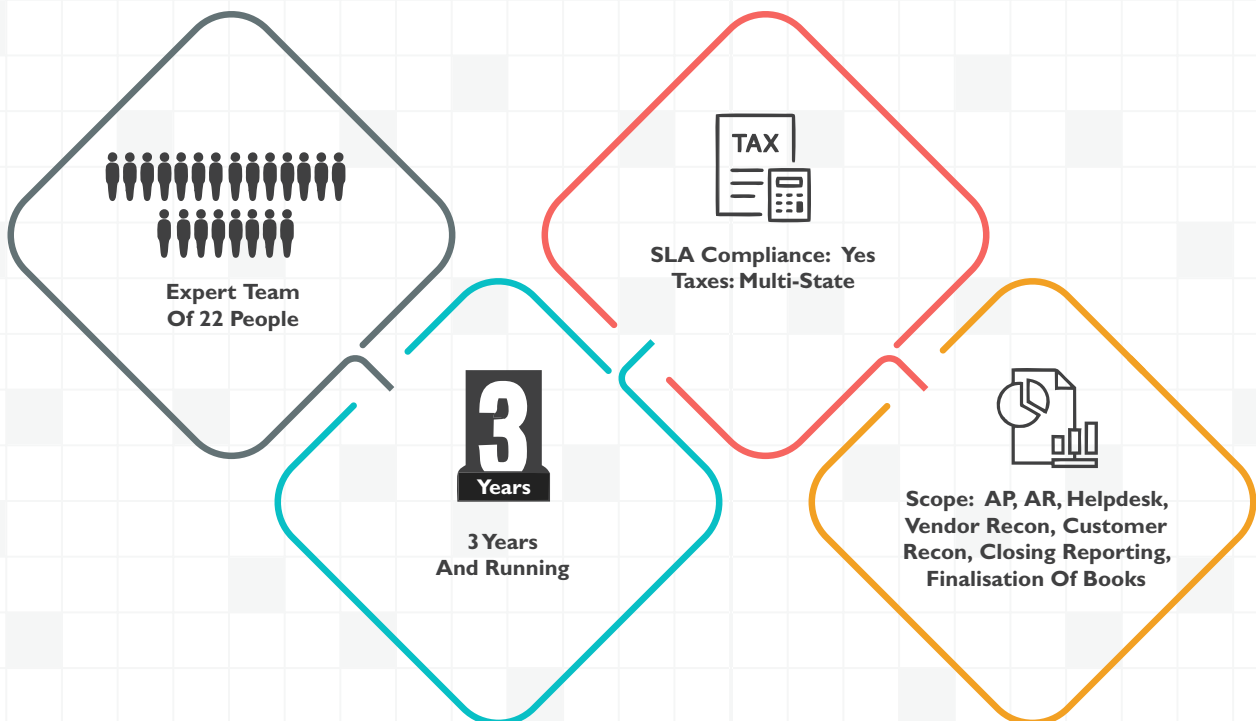 Expert Team
Of 22 People
3
Years
3 Years
And Running
TAX
SLA Compliance: Yes
Taxes: Multi-State
Scope: AP, AR, Helpdesk,
Vendor Recon, Customer
Recon, Closing Reporting,
Finalisation Of Books